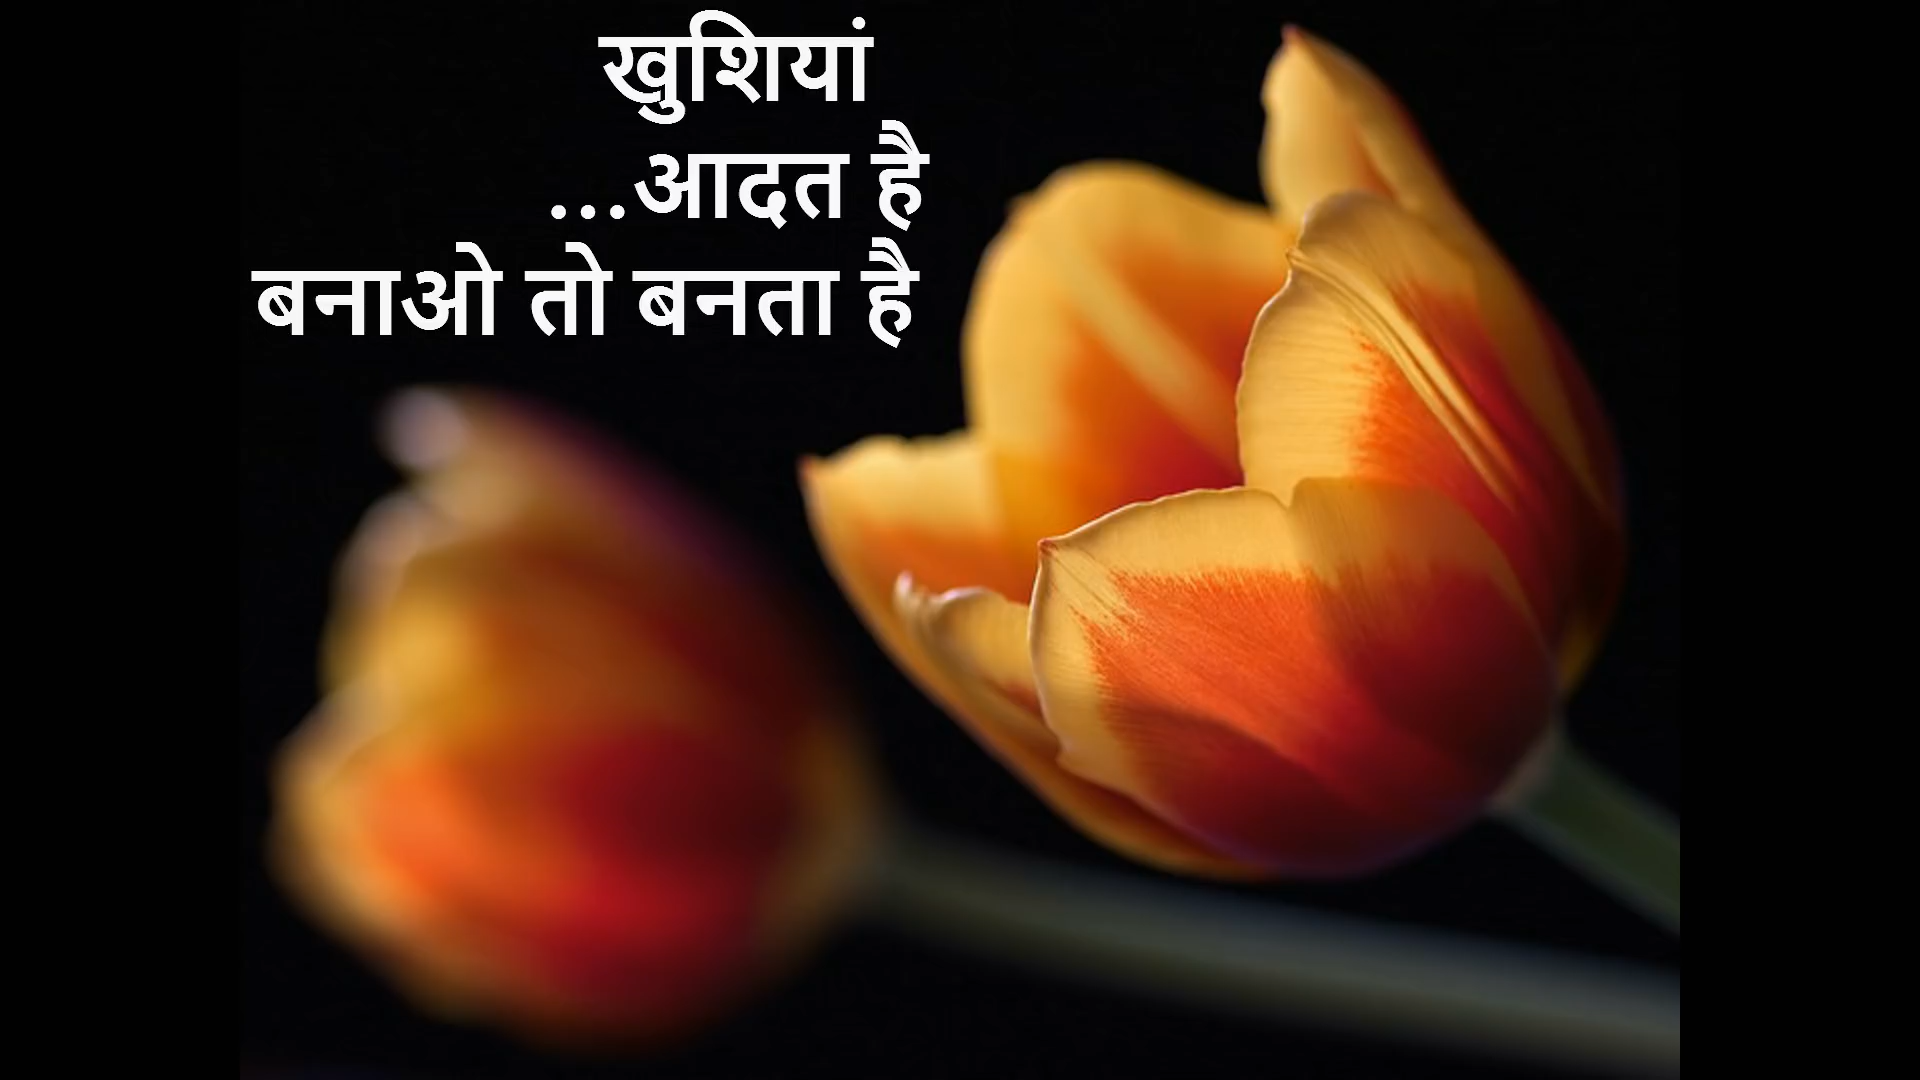 खुशियां
...आदत है
बनाओ तो बनता है